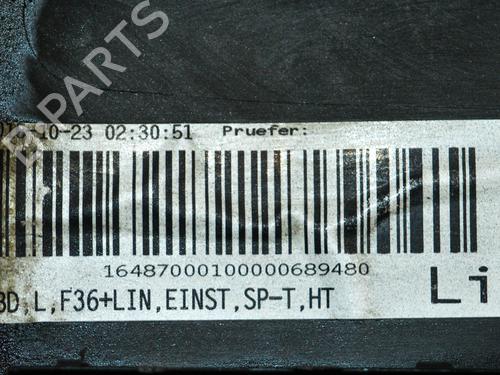 -10-23 02:30:51 Pruefer:
16487000100000689480
3D,L,F36+LIN,EINST,SP-T,HT
Li
B PARTS